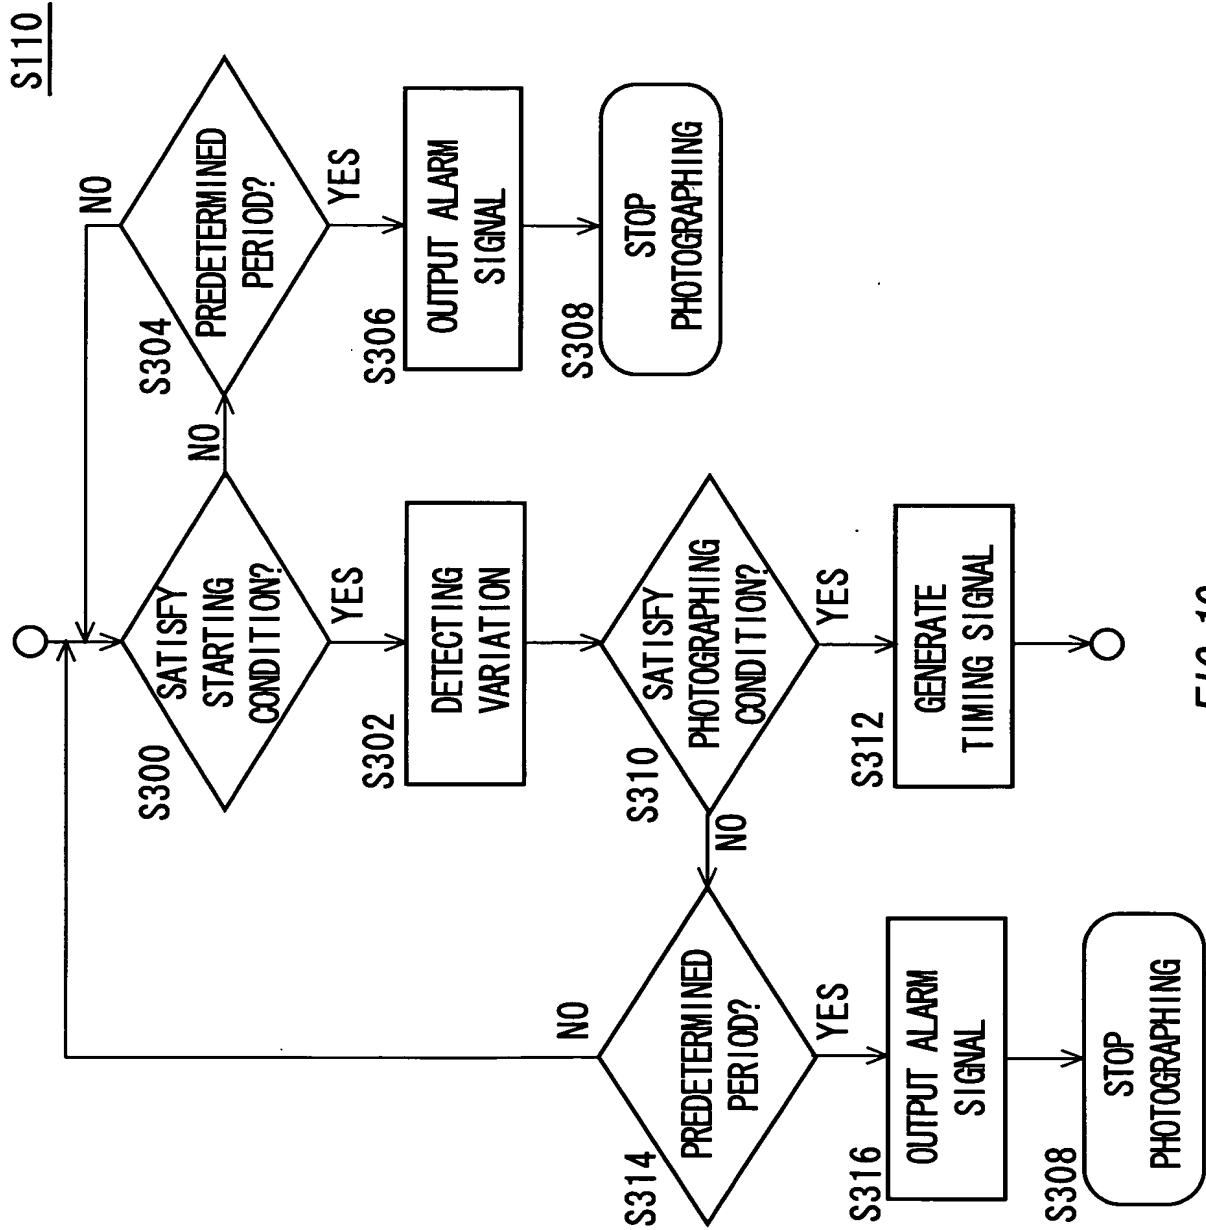 S110
S300
SATISFY
STARTING
CONDITION?
NO
YES
S304
PREDETERMINED
PERIOD?
NO
YES
S306
OUTPUT ALARM
SIGNAL
S308
STOP
PHOTOGRAPHING
S302
DETECTING
VARIATION
S310
SATISFY
PHOTOGRAPHING
CONDITION?
NO
YES
S312
GENERATE
TIMING SIGNAL
S314
PREDETERMINED
PERIOD?
NO
YES
S316
OUTPUT ALARM
SIGNAL
S308
STOP
PHOTOGRAPHING